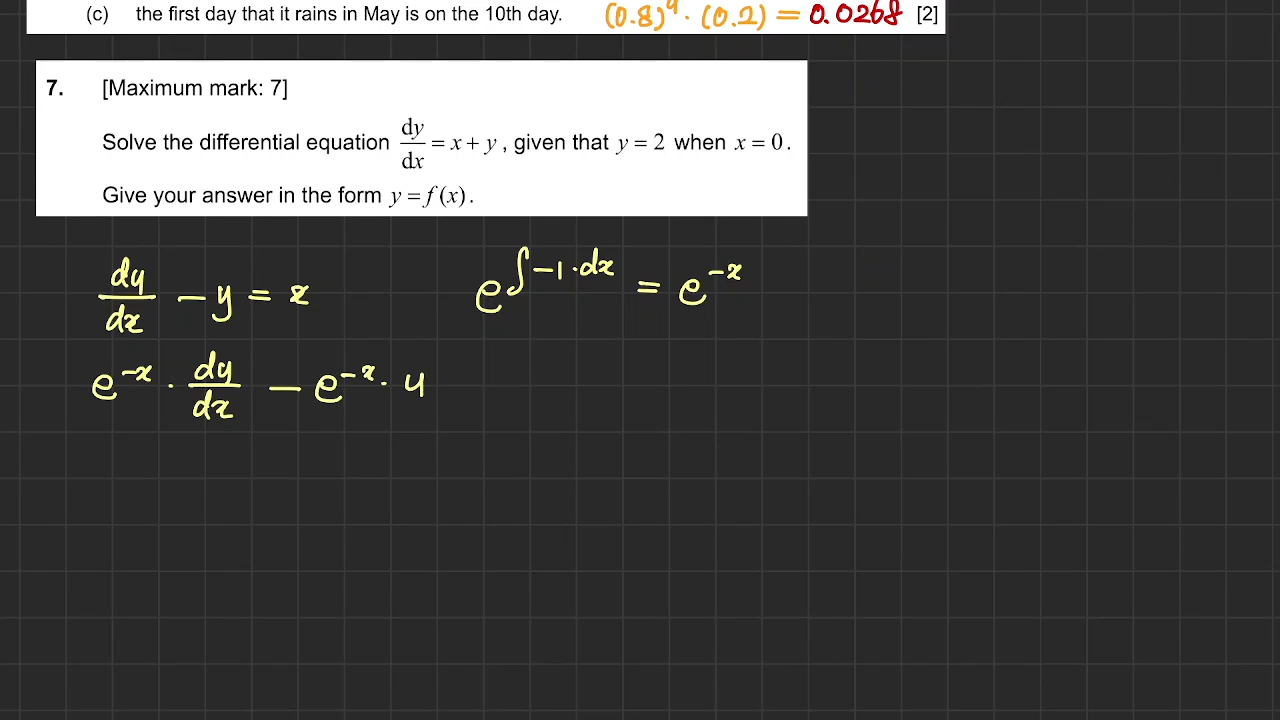 (c) the first day that it rains in May is on the 10th day. (0.8)⁹ · (0.2) = 0.0268 [2]
7. [Maximum mark: 7]
Solve the differential equation dy/dx = x + y, given that y = 2 when x = 0.
Give your answer in the form y = f(x).
dy/dx − y = x e^(∫ −1·dx) = e^(−x)
e^(−x) · dy/dx − e^(−x) · y